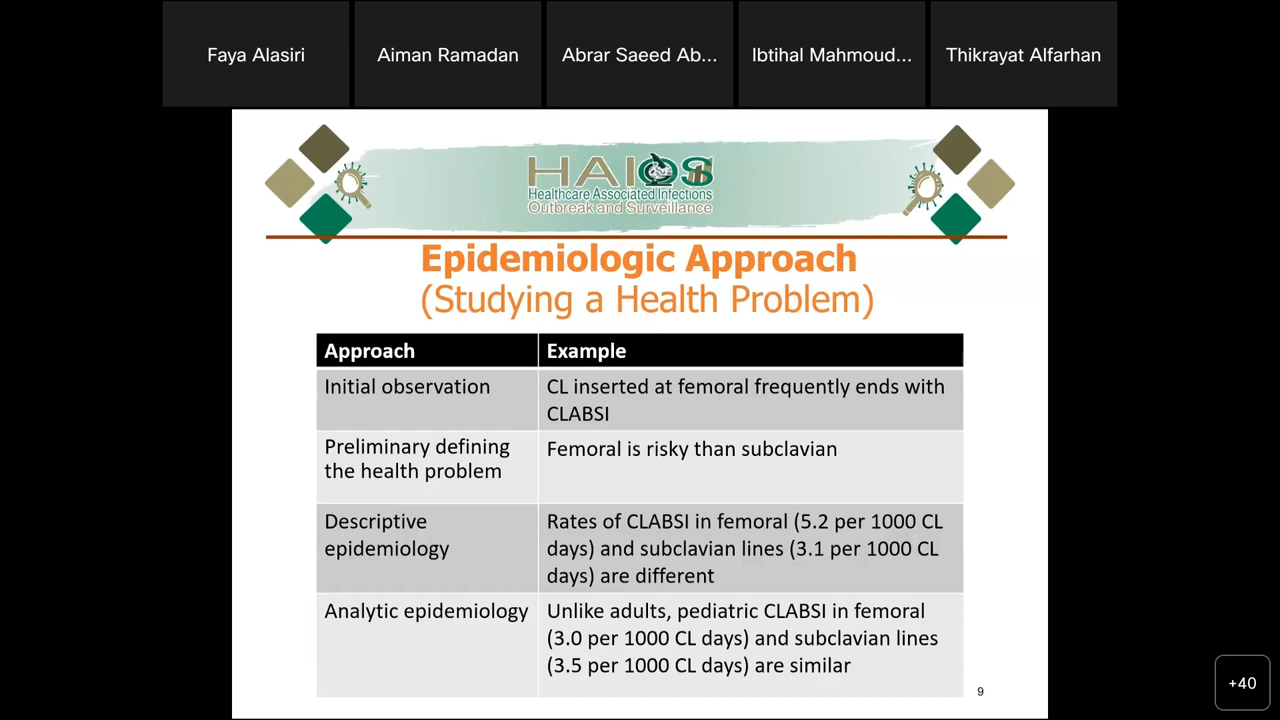 Faya Alasiri
Aiman Ramadan
Abrar Saeed Ab...
Ibtihal Mahmoud...
Thikrayat Alfarhan
HAIOS
Healthcare Associated Infections
Outbreak and Surveillance
Epidemiologic Approach
(Studying a Health Problem)
Approach
Example
Initial observation
CL inserted at femoral frequently ends with
CLABSI
Preliminary defining
the health problem
Femoral is risky than subclavian
Descriptive
epidemiology
Rates of CLABSI in femoral (5.2 per 1000 CL
days) and subclavian lines (3.1 per 1000 CL
days) are different
Analytic epidemiology
Unlike adults, pediatric CLABSI in femoral
(3.0 per 1000 CL days) and subclavian lines
(3.5 per 1000 CL days) are similar
9
+40